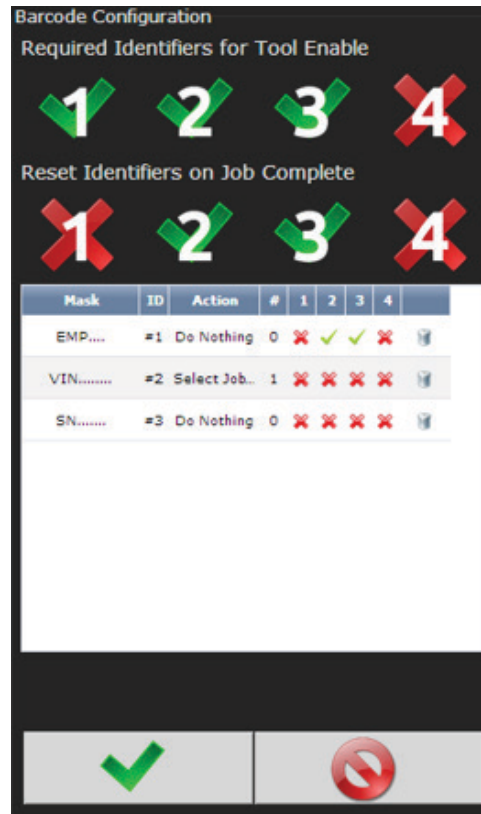 Barcode Configuration
Required Identifiers for Tool Enable
1 2 3 4
Reset Identifiers on Job Complete
1 2 3 4
Mask ID Action # 1 2 3 4
EMP.... =1 Do Nothing 0
VIN........ =2 Select Job... 1
SN....... =3 Do Nothing 0